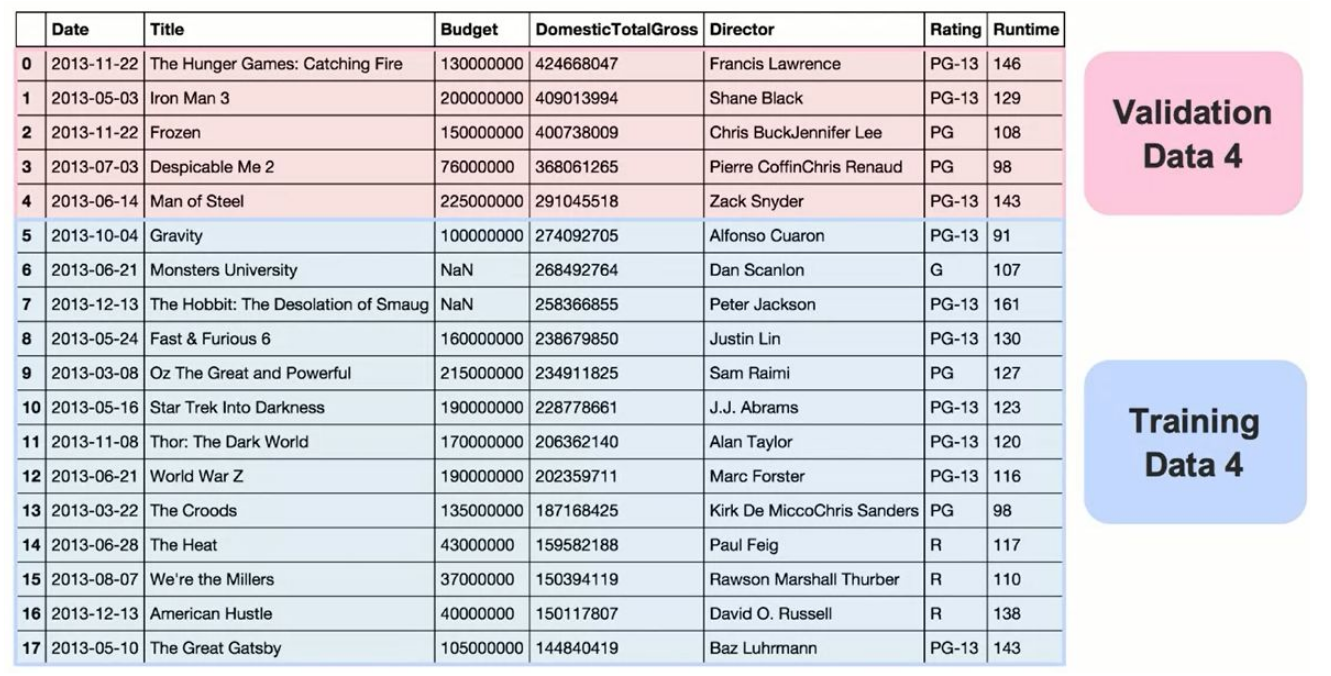 Date Title Budget DomesticTotalGross Director Rating Runtime
0 2013-11-22 The Hunger Games: Catching Fire 130000000 424668047 Francis Lawrence PG-13 146
1 2013-05-03 Iron Man 3 200000000 409013994 Shane Black PG-13 129
2 2013-11-22 Frozen 150000000 400738009 Chris BuckJennifer Lee PG 108
3 2013-07-03 Despicable Me 2 76000000 368061265 Pierre CoffinChris Renaud PG 98
4 2013-06-14 Man of Steel 225000000 291045518 Zack Snyder PG-13 143
5 2013-10-04 Gravity 100000000 274092705 Alfonso Cuaron PG-13 91
6 2013-06-21 Monsters University NaN 268492764 Dan Scanlon G 107
7 2013-12-13 The Hobbit: The Desolation of Smaug NaN 258366855 Peter Jackson PG-13 161
8 2013-05-24 Fast & Furious 6 160000000 238679850 Justin Lin PG-13 130
9 2013-03-08 Oz The Great and Powerful 215000000 234911825 Sam Raimi PG 127
10 2013-05-16 Star Trek Into Darkness 190000000 228778661 J.J. Abrams PG-13 123
11 2013-11-08 Thor: The Dark World 170000000 206362140 Alan Taylor PG-13 120
12 2013-06-21 World War Z 190000000 202359711 Marc Forster PG-13 116
13 2013-03-22 The Croods 135000000 187168425 Kirk De MiccoChris Sanders PG 98
14 2013-06-28 The Heat 43000000 159582188 Paul Feig R 117
15 2013-08-07 We're the Millers 37000000 150394119 Rawson Marshall Thurber R 110
16 2013-12-13 American Hustle 40000000 150117807 David O. Russell R 138
17 2013-05-10 The Great Gatsby 105000000 144840419 Baz Luhrmann PG-13 143
Validation
Data 4
Training
Data 4